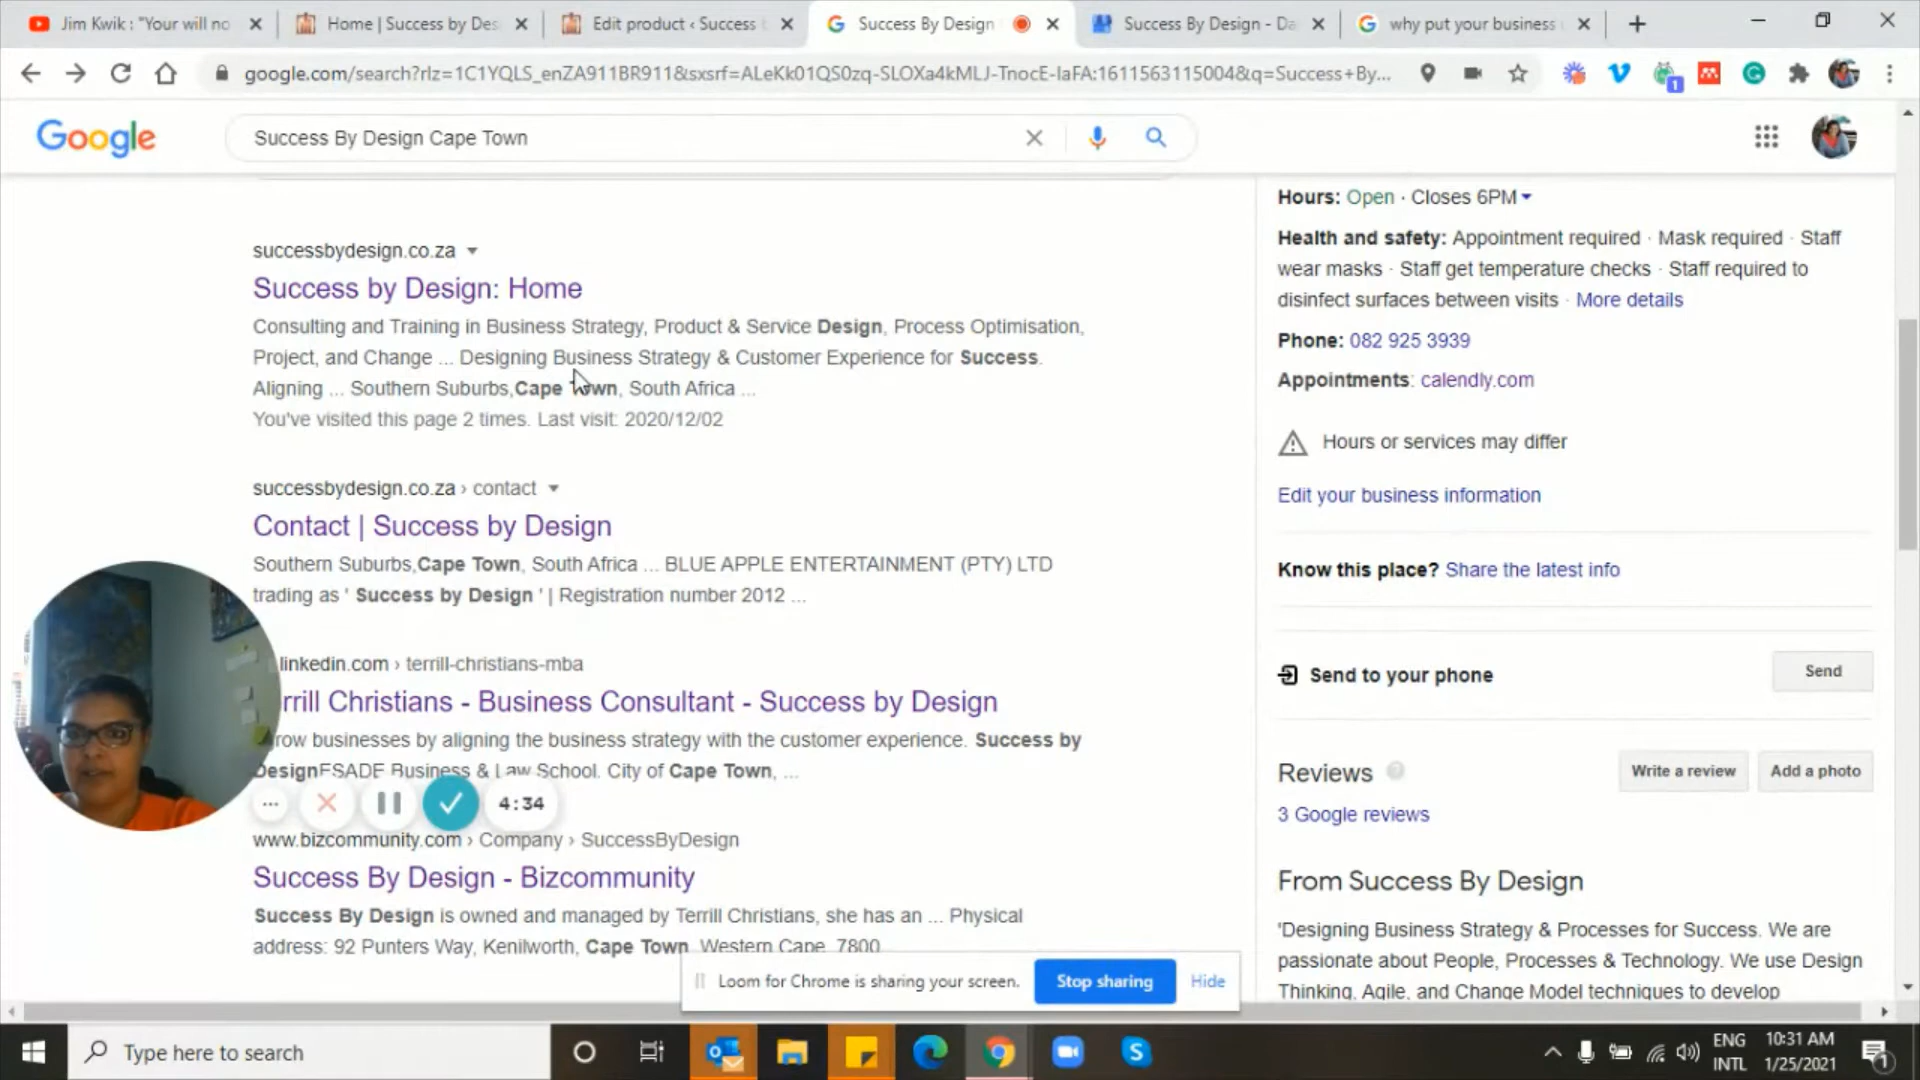 Jim Kwik : "Your will no
Home | Success by Des
Edit product ‹ Success b
Success By Design
Success By Design - Da
why put your business
google.com/search?rlz=1C1YQLS_enZA911BR911&sxsrf=ALeKk01QS0zq-SLOXa4kMLJ-TnocE-IaFA:1611563115004&q=Success+By...
1
Google
Success By Design Cape Town
successbydesign.co.za
Success by Design: Home
Consulting and Training in Business Strategy, Product & Service Design, Process Optimisation,
Project, and Change ... Designing Business Strategy & Customer Experience for Success.
Aligning ... Southern Suburbs,Cape Town, South Africa ...
You've visited this page 2 times. Last visit: 2020/12/02
successbydesign.co.za › contact
Contact | Success by Design
Southern Suburbs,Cape Town, South Africa ... BLUE APPLE ENTERTAINMENT (PTY) LTD
trading as ' Success by Design ' | Registration number 2012 ...
linkedin.com › terrill-christians-mba
rrill Christians - Business Consultant - Success by Design
row businesses by aligning the business strategy with the customer experience. Success by
DesignESADE Business & Law School. City of Cape Town, ...
4:34
www.bizcommunity.com › Company › SuccessByDesign
Success By Design - Bizcommunity
Success By Design is owned and managed by Terrill Christians, she has an ... Physical
address: 92 Punters Way, Kenilworth, Cape Town, Western Cape, 7800
Hours: Open · Closes 6PM
Health and safety: Appointment required · Mask required · Staff
wear masks · Staff get temperature checks · Staff required to
disinfect surfaces between visits · More details
Phone: 082 925 3939
Appointments: calendly.com
Hours or services may differ
Edit your business information
Know this place? Share the latest info
Send to your phone
Send
Reviews
Write a review
Add a photo
3 Google reviews
From Success By Design
'Designing Business Strategy & Processes for Success. We are
passionate about People, Processes & Technology. We use Design
Thinking, Agile, and Change Model techniques to develop
Loom for Chrome is sharing your screen.
Stop sharing
Hide
Type here to search
ENG
INTL
10:31 AM
1/25/2021
1